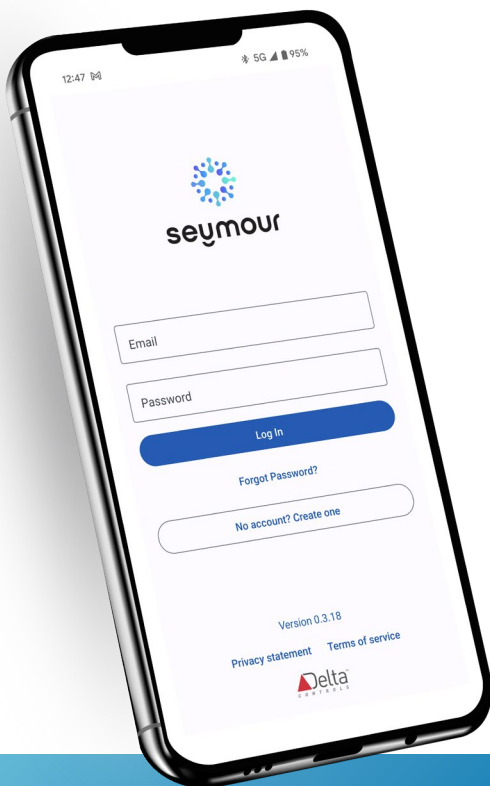 12:47 5G 95%
seymour
Email
Password
Log In
Forgot Password?
No account? Create one
Version 0.3.18
Privacy statement Terms of service
Delta™
CONTROLS